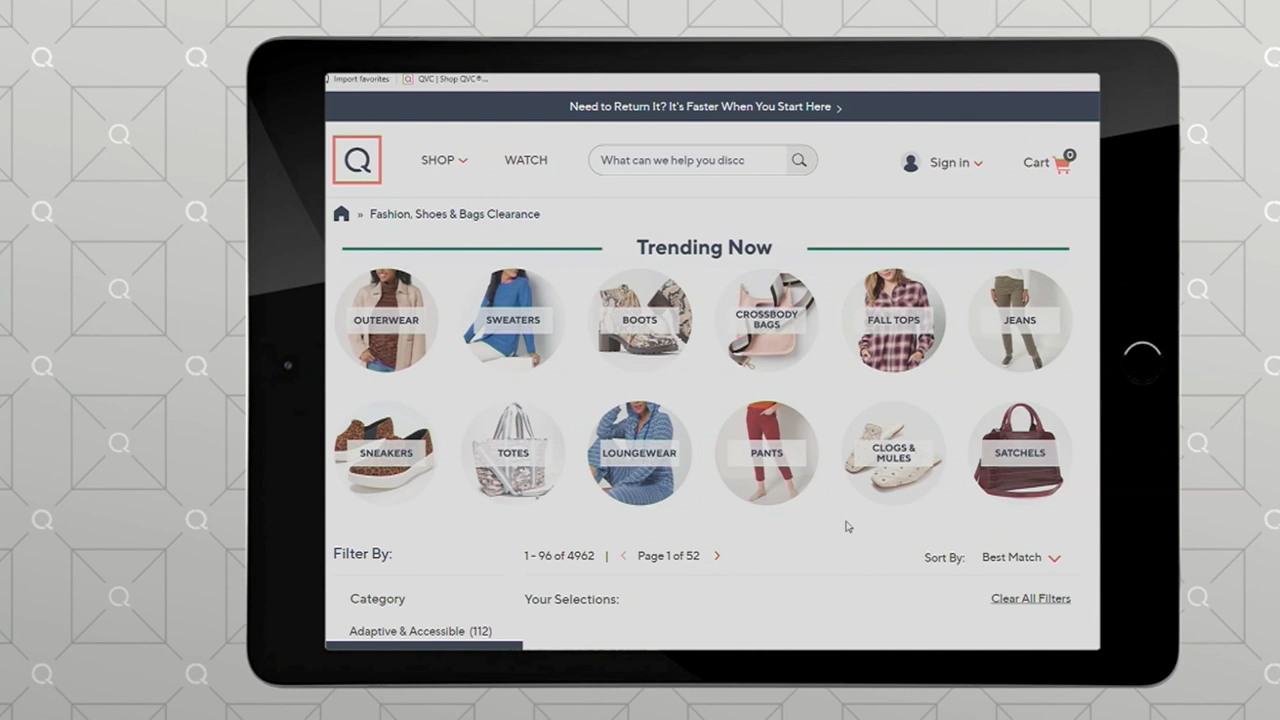 Import favorites
QVC | Shop QVC®...
Need to Return It? It's Faster When You Start Here
Q
SHOP
WATCH
What can we help you discc
Sign in
Cart
0
» Fashion, Shoes & Bags Clearance
Trending Now
OUTERWEAR
SWEATERS
BOOTS
CROSSBODY
BAGS
FALL TOPS
JEANS
SNEAKERS
TOTES
LOUNGEWEAR
PANTS
CLOGS &
MULES
SATCHELS
Filter By:
1 - 96 of 4962 | < Page 1 of 52 >
Sort By: Best Match
Category
Your Selections:
Clear All Filters
Adaptive & Accessible (112)